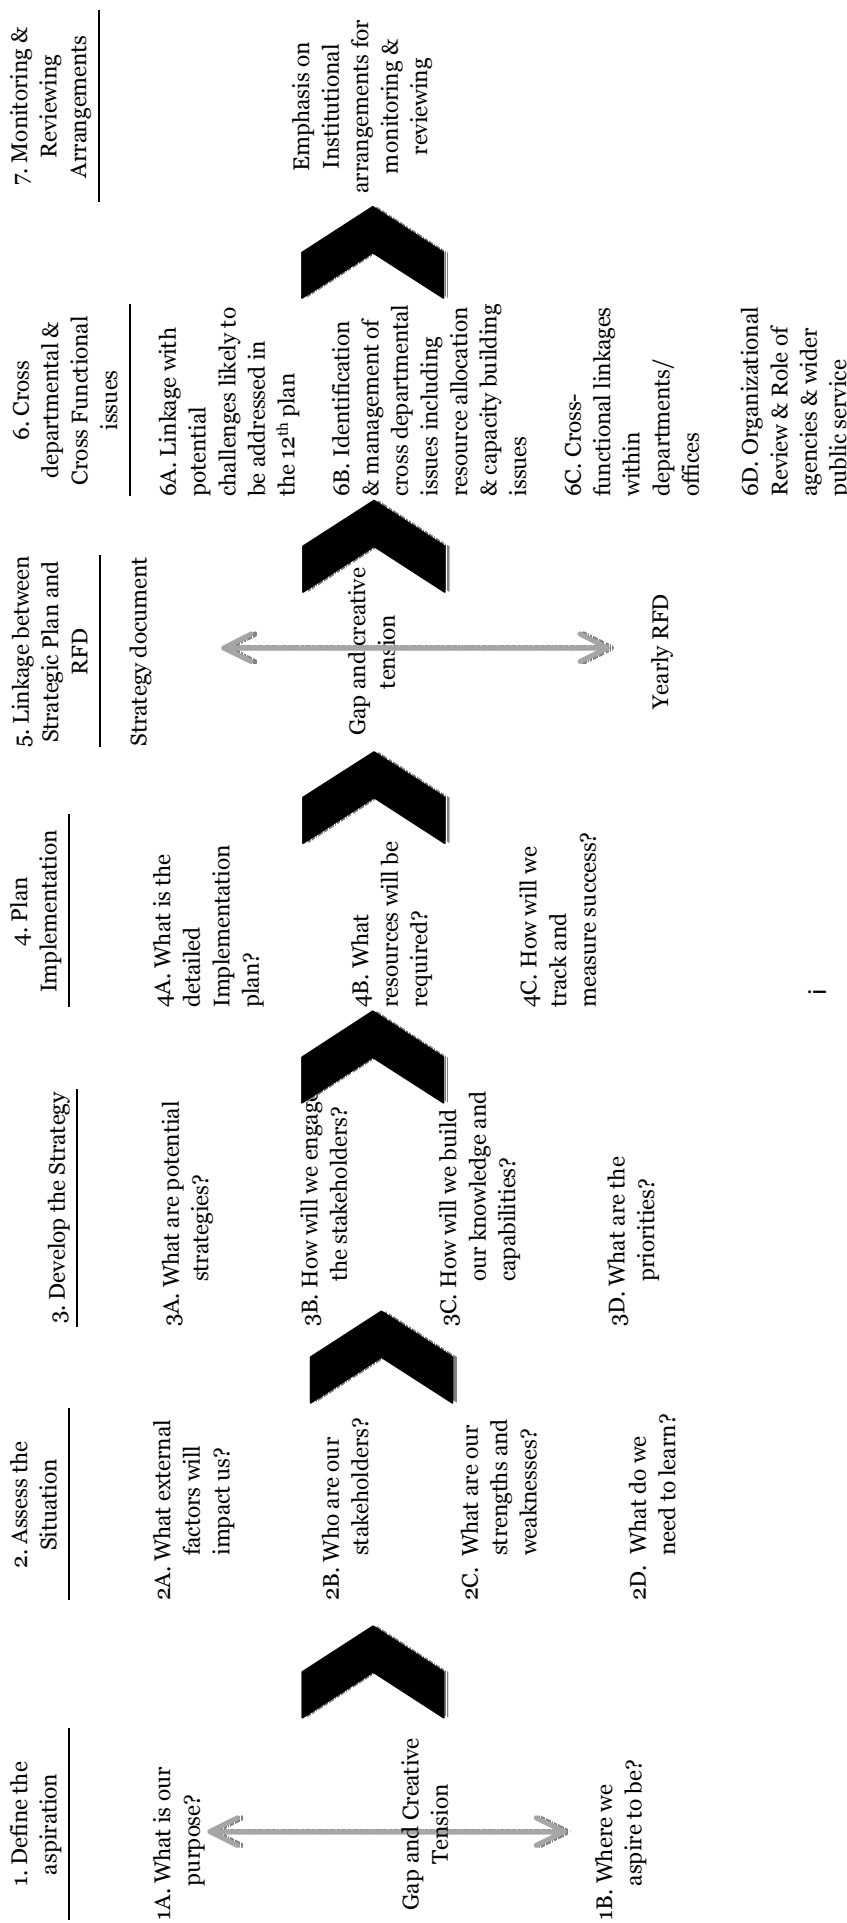 1. Define the
aspiration
1A. What is our
purpose?
Gap and Creative
Tension
1B. Where we
aspire to be?
2. Assess the
Situation
2A. What external
factors will
impact us?
2B. Who are our
stakeholders?
2C. What are our
strengths and
weaknesses?
2D. What do we
need to learn?
3. Develop the Strategy
3A. What are potential
strategies?
3B. How will we engage
the stakeholders?
3C. How will we build
our knowledge and
capabilities?
3D. What are the
priorities?
4. Plan
Implementation
4A. What is the
detailed
Implementation
plan?
4B. What
resources will be
required?
4C. How will we
track and
measure success?
5. Linkage between
Strategic Plan and
RFD
Strategy document
Gap and creative
tension
Yearly RFD
6. Cross
departmental &
Cross Functional
issues
6A. Linkage with
potential
challenges likely to
be addressed in
the 12th plan
6B. Identification
& management of
cross departmental
issues including
resource allocation
& capacity building
issues
6C. Cross-
functional linkages
within
departments/
offices
6D. Organizational
Review & Role of
agencies & wider
public service
7. Monitoring &
Reviewing
Arrangements
Emphasis on
Institutional
arrangements for
monitoring &
reviewing
i